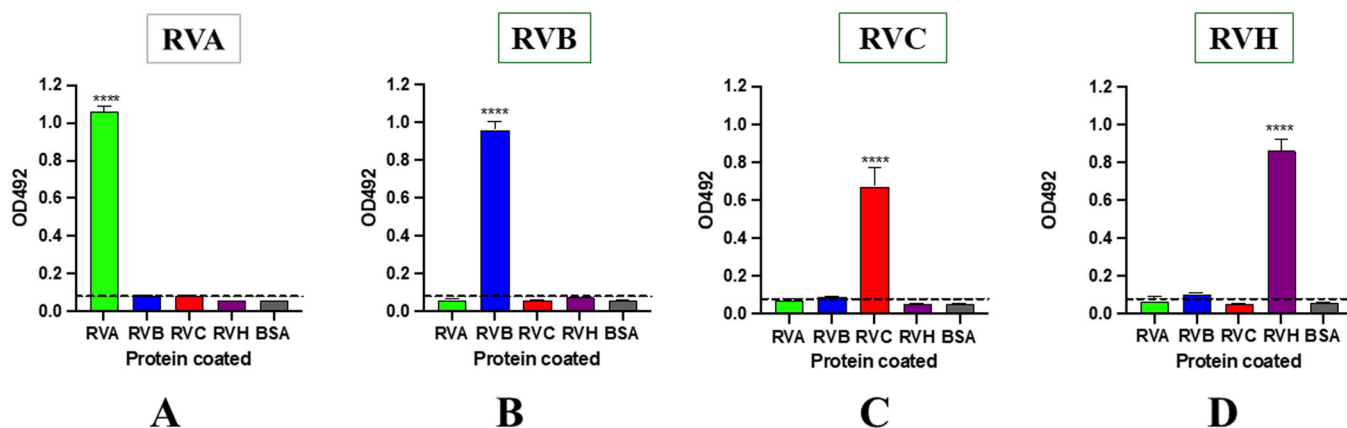 RVA
OD492
1.2
1.0
0.8
0.6
0.4
0.2
0.0
****
RVA RVB RVC RVH BSA
Protein coated
A
RVB
OD492
1.2
1.0
0.8
0.6
0.4
0.2
0.0
****
RVA RVB RVC RVH BSA
Protein coated
B
RVC
OD492
1.2
1.0
0.8
0.6
0.4
0.2
0.0
****
RVA RVB RVC RVH BSA
Protein coated
C
RVH
OD492
1.2
1.0
0.8
0.6
0.4
0.2
0.0
****
RVA RVB RVC RVH BSA
Protein coated
D